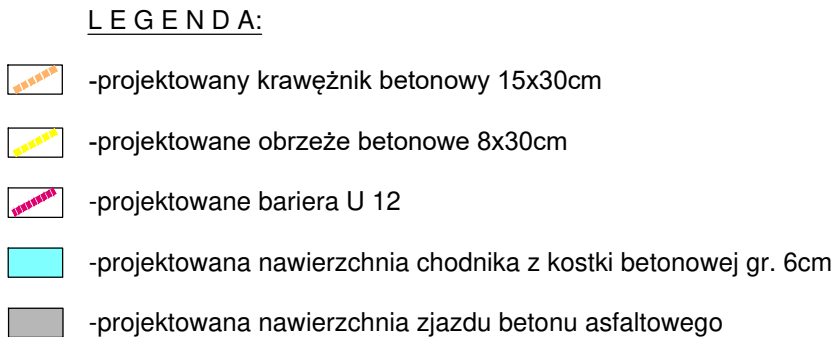 L E G E N D A:
-projektowany krawężnik betonowy 15x30cm
-projektowane obrzeże betonowe 8x30cm
-projektowane bariera U 12
-projektowana nawierzchnia chodnika z kostki betonowej gr. 6cm
-projektowana nawierzchnia zjazdu betonu asfaltowego